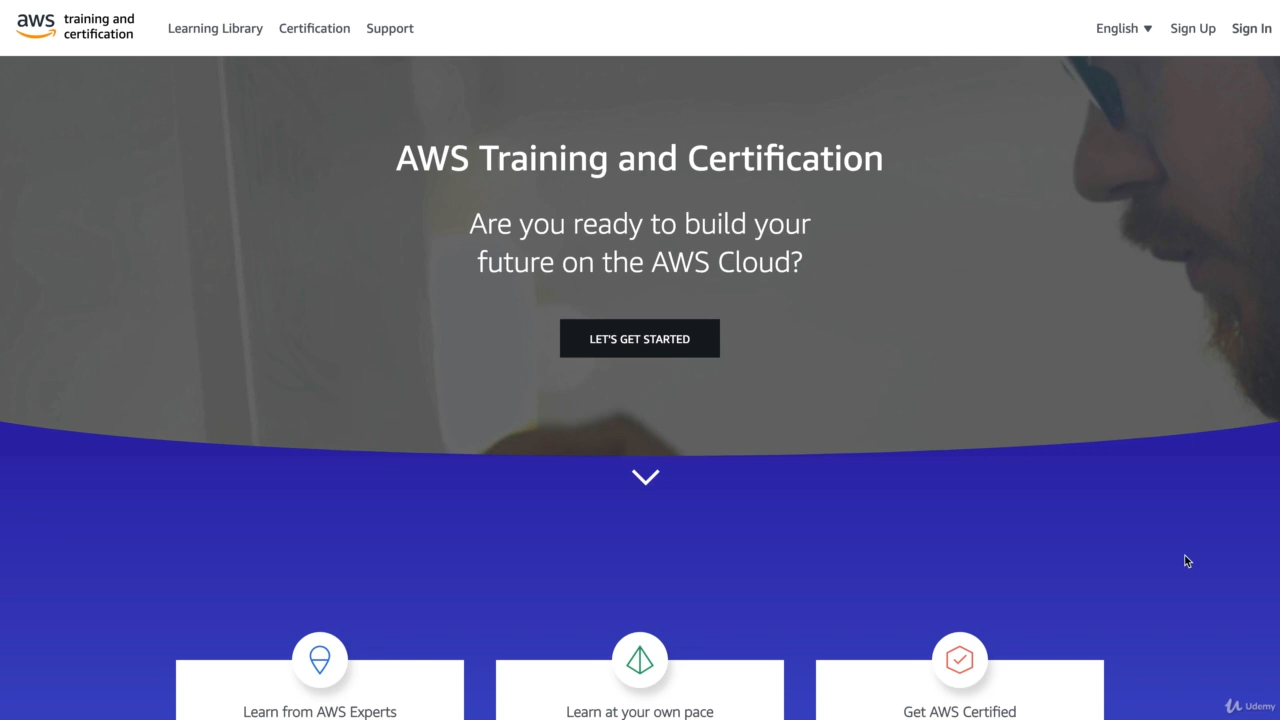 aws training and
certification
Learning Library Certification Support
English Sign Up Sign In
AWS Training and Certification
Are you ready to build your
future on the AWS Cloud?
LET'S GET STARTED
Learn from AWS Experts
Learn at your own pace
Get AWS Certified
Udemy